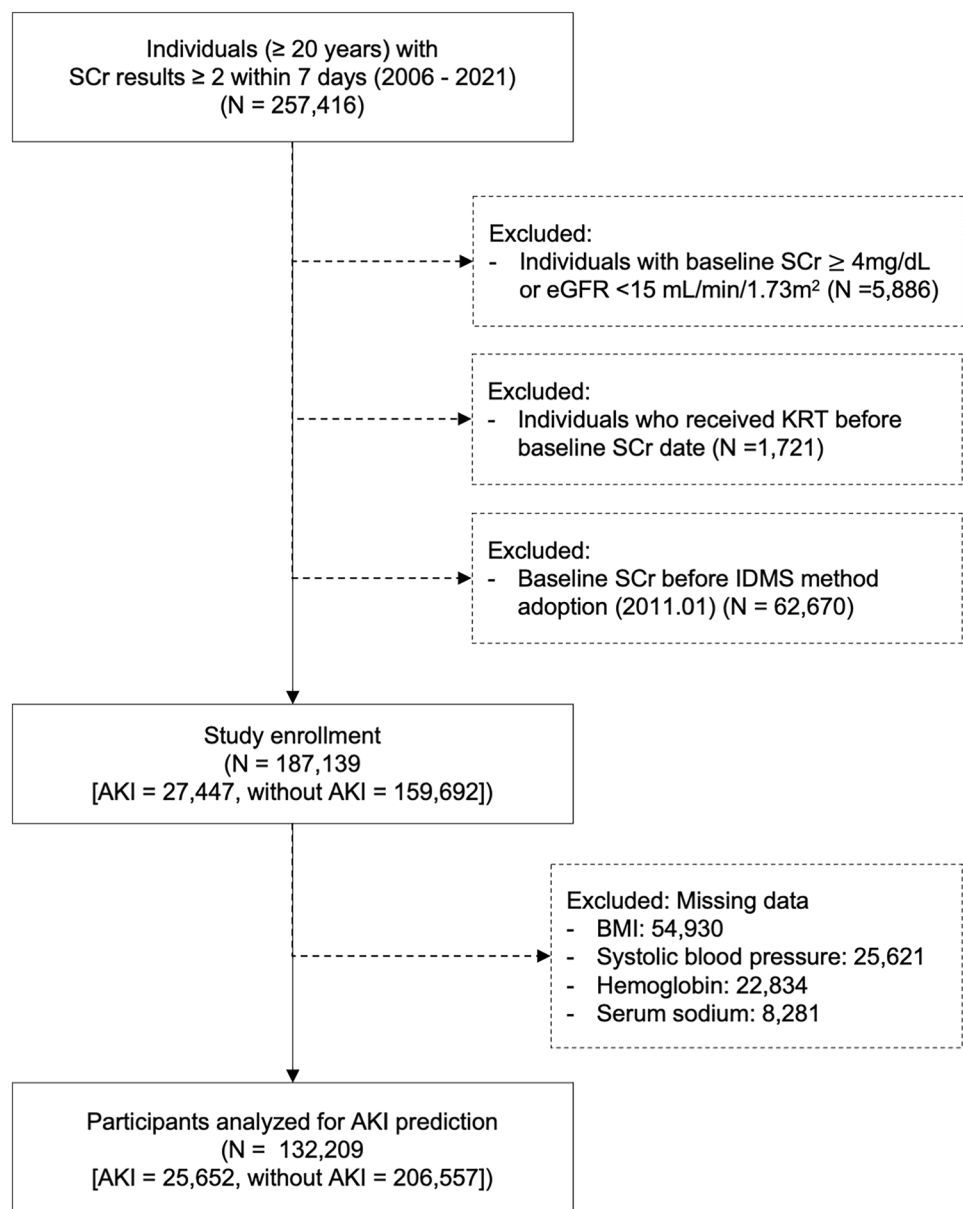 Individuals (≥ 20 years) with
SCr results ≥ 2 within 7 days (2006 - 2021)
(N = 257,416)
Excluded:
- Individuals with baseline SCr ≥ 4mg/dL
or eGFR <15 mL/min/1.73m² (N =5,886)
Excluded:
- Individuals who received KRT before
baseline SCr date (N =1,721)
Excluded:
- Baseline SCr before IDMS method
adoption (2011.01) (N = 62,670)
Study enrollment
(N = 187,139
[AKI = 27,447, without AKI = 159,692])
Excluded: Missing data
- BMI: 54,930
- Systolic blood pressure: 25,621
- Hemoglobin: 22,834
- Serum sodium: 8,281
Participants analyzed for AKI prediction
(N = 132,209
[AKI = 25,652, without AKI = 206,557])